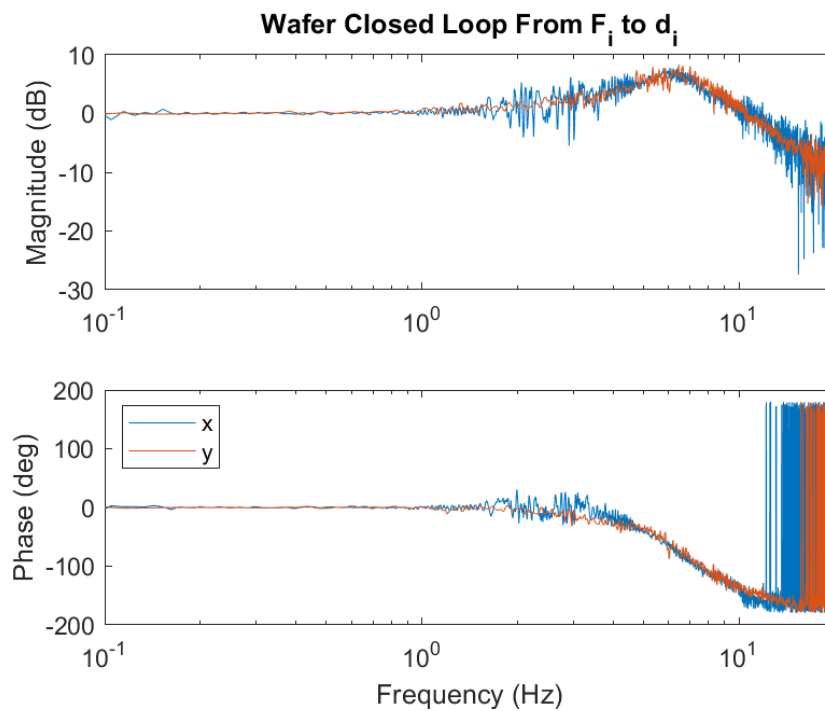 Wafer Closed Loop From F_i to d_i
Magnitude (dB)
10
0
-10
-20
-30
10^-1
10^0
10^1
Phase (deg)
200
100
0
-100
-200
x
y
10^-1
10^0
10^1
Frequency (Hz)